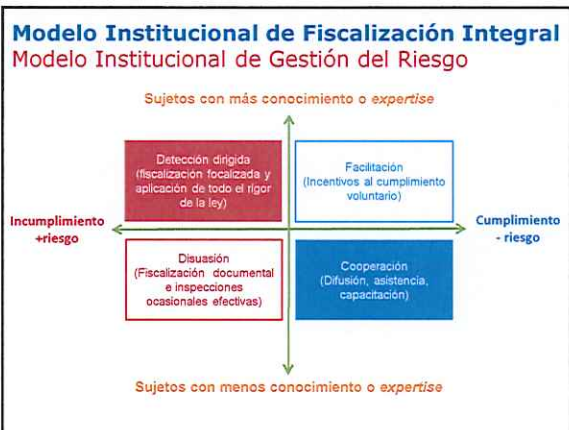 Modelo Institucional de Fiscalización Integral
Modelo Institucional de Gestión del Riesgo
Sujetos con más conocimiento o expertise
Detección dirigida
(fiscalización focalizada y
aplicación de todo el rigor
de la ley)
Facilitación
(Incentivos al cumplimiento
voluntario)
Incumplimiento
+riesgo
Cumplimiento
- riesgo
Disuasión
(Fiscalización documental
e inspecciones
ocasionales efectivas)
Cooperación
(Difusión, asistencia,
capacitación)
Sujetos con menos conocimiento o expertise